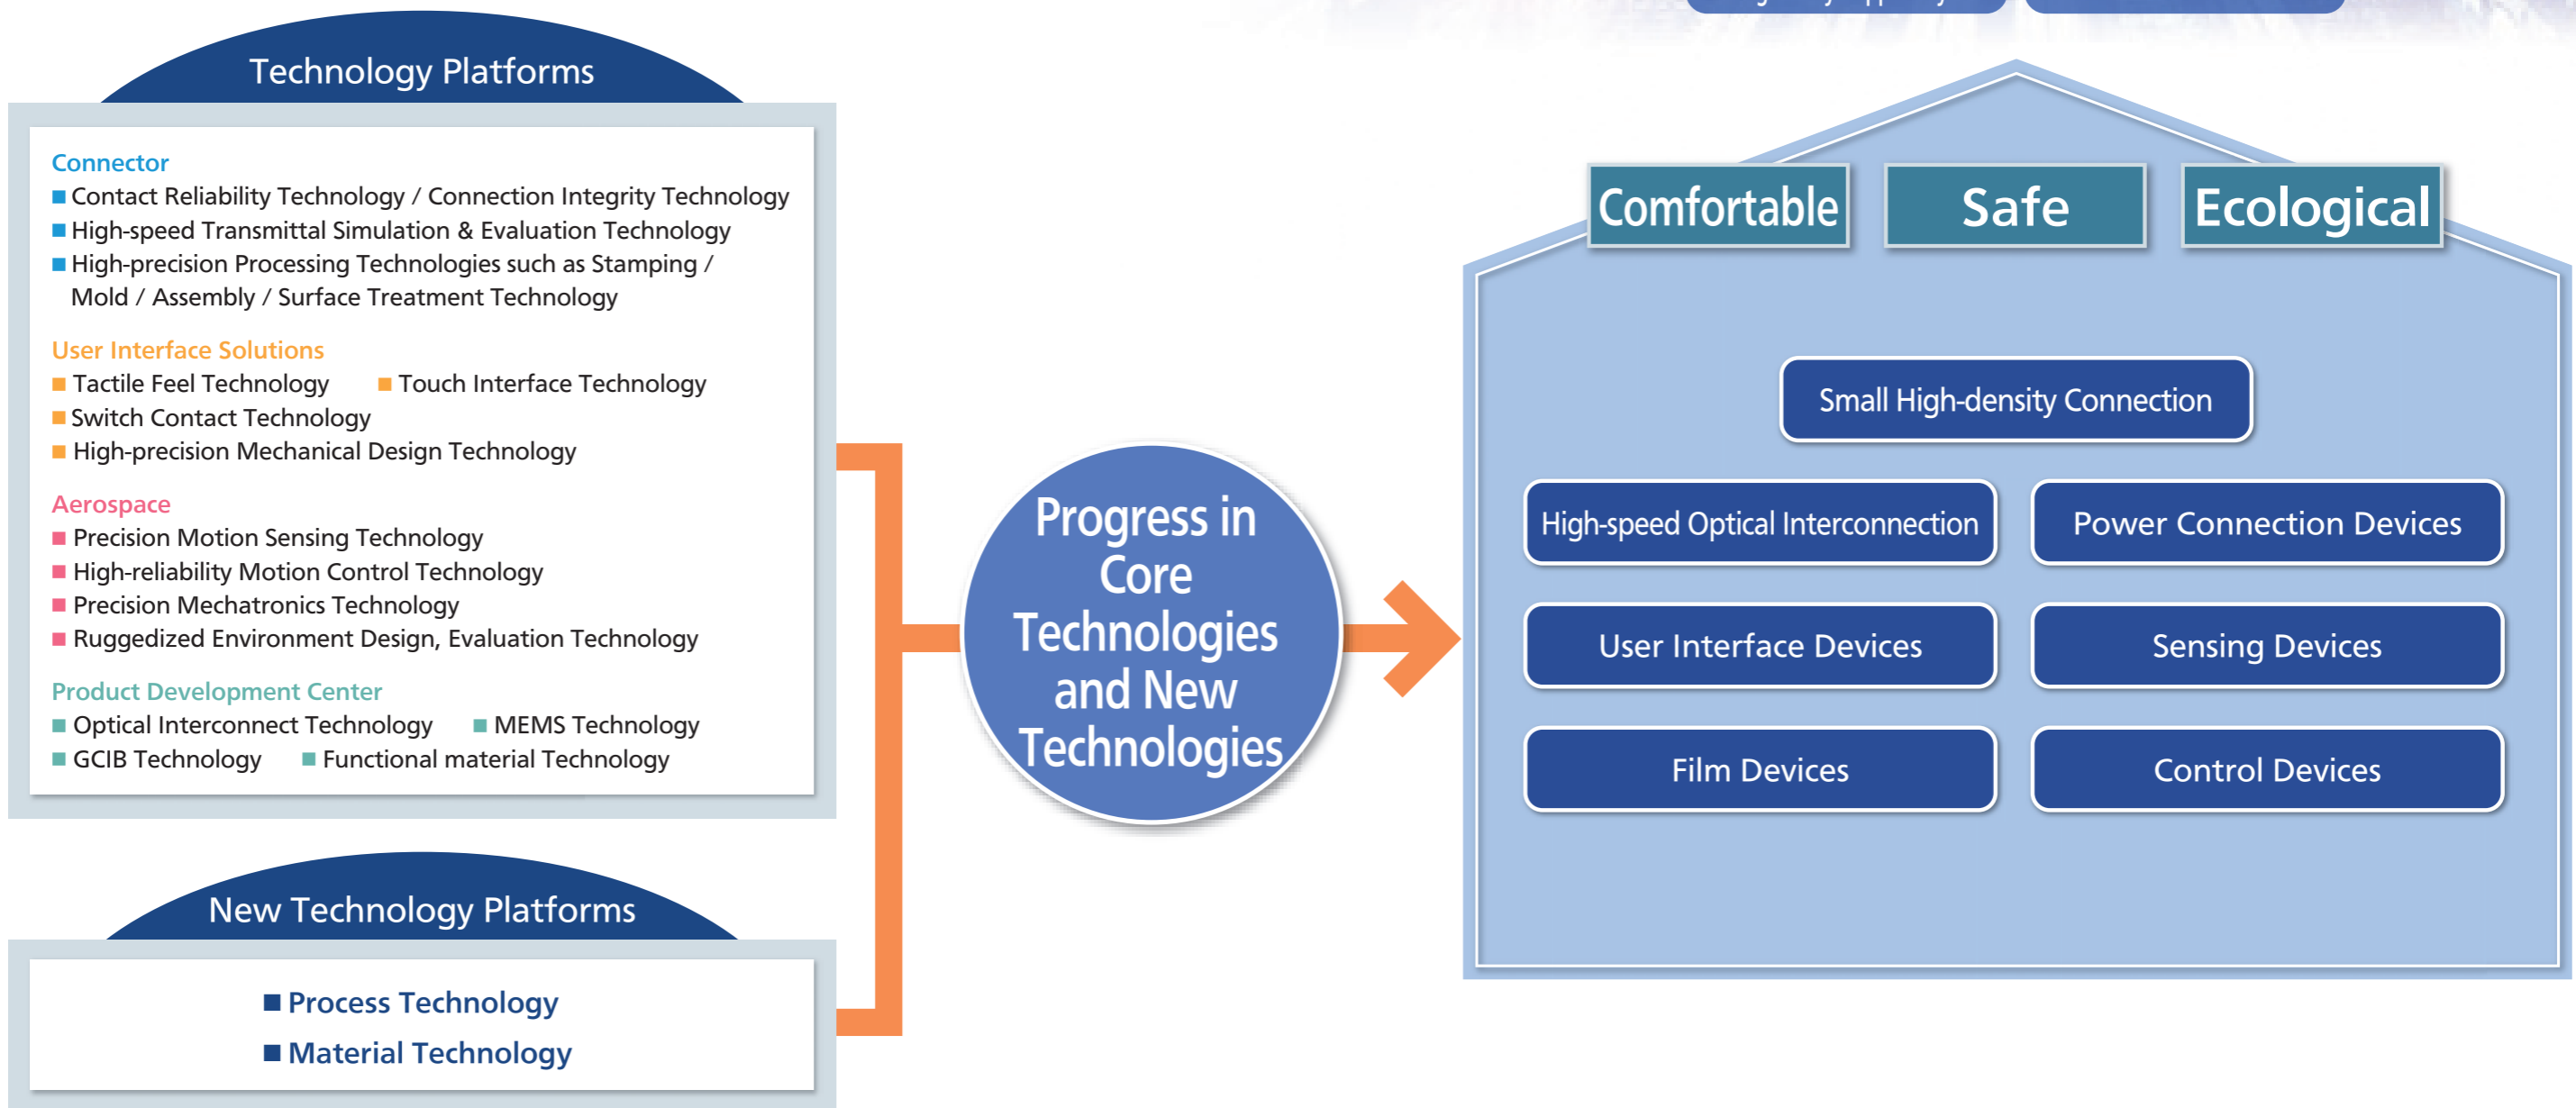 Technology Platforms
Connector
■ Contact Reliability Technology / Connection Integrity Technology
■ High-speed Transmittal Simulation & Evaluation Technology
■ High-precision Processing Technologies such as Stamping /
Mold / Assembly / Surface Treatment Technology
User Interface Solutions
■ Tactile Feel Technology ■ Touch Interface Technology
■ Switch Contact Technology
■ High-precision Mechanical Design Technology
Aerospace
■ Precision Motion Sensing Technology
■ High-reliability Motion Control Technology
■ Precision Mechatronics Technology
■ Ruggedized Environment Design, Evaluation Technology
Product Development Center
■ Optical Interconnect Technology ■ MEMS Technology
■ GCIB Technology ■ Functional material Technology
New Technology Platforms
■ Process Technology
■ Material Technology
Progress in
Core
Technologies
and New
Technologies
Comfortable
Safe
Ecological
Small High-density Connection
High-speed Optical Interconnection
Power Connection Devices
User Interface Devices
Sensing Devices
Film Devices
Control Devices